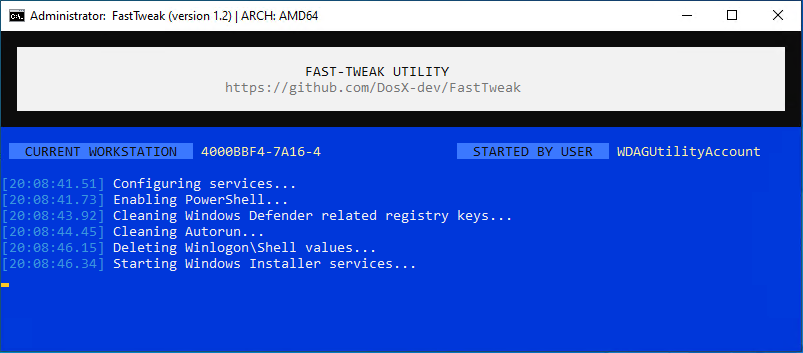 Administrator: FastTweak (version 1.2) | ARCH: AMD64
FAST-TWEAK UTILITY
https://github.com/DosX-dev/FastTweak
CURRENT WORKSTATION 4000BBF4-7A16-4 STARTED BY USER WDAGUtilityAccount
[20:08:41.51] Configuring services...
[20:08:41.73] Enabling PowerShell...
[20:08:43.92] Cleaning Windows Defender related registry keys...
[20:08:44.45] Cleaning Autorun...
[20:08:46.15] Deleting Winlogon\Shell values...
[20:08:46.34] Starting Windows Installer services...